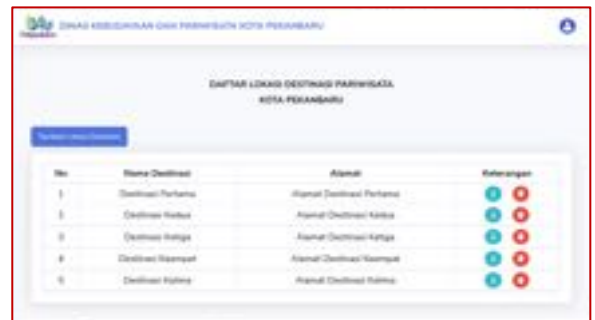 DINAS KEBUDAYAAN DAN PARIWISATA KOTA PEKANBARU
DAFTAR LOKASI DESTINASI PARIWISATA
KOTA PEKANBARU
No Nama Destinasi Alamat Keterangan
1 Destinasi Pertama Alamat Destinasi Pertama
2 Destinasi Kedua Alamat Destinasi Kedua
3 Destinasi Ketiga Alamat Destinasi Ketiga
4 Destinasi Keempat Alamat Destinasi Keempat
5 Destinasi Kelima Alamat Destinasi Kelima